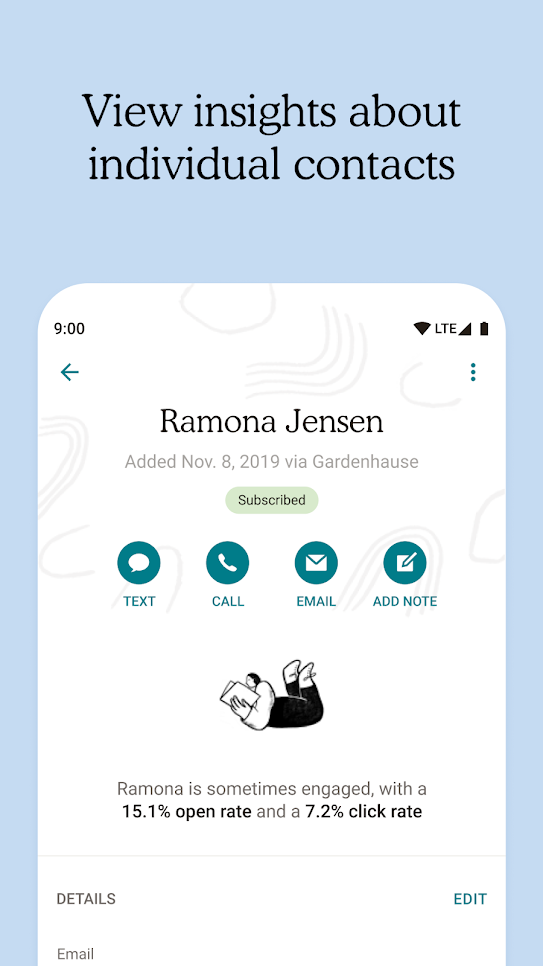 View insights about
individual contacts
9:00
LTE
Ramona Jensen
Added Nov. 8, 2019 via Gardenhause
Subscribed
TEXT
CALL
EMAIL
ADD NOTE
Ramona is sometimes engaged, with a
15.1% open rate and a 7.2% click rate
DETAILS
EDIT
Email